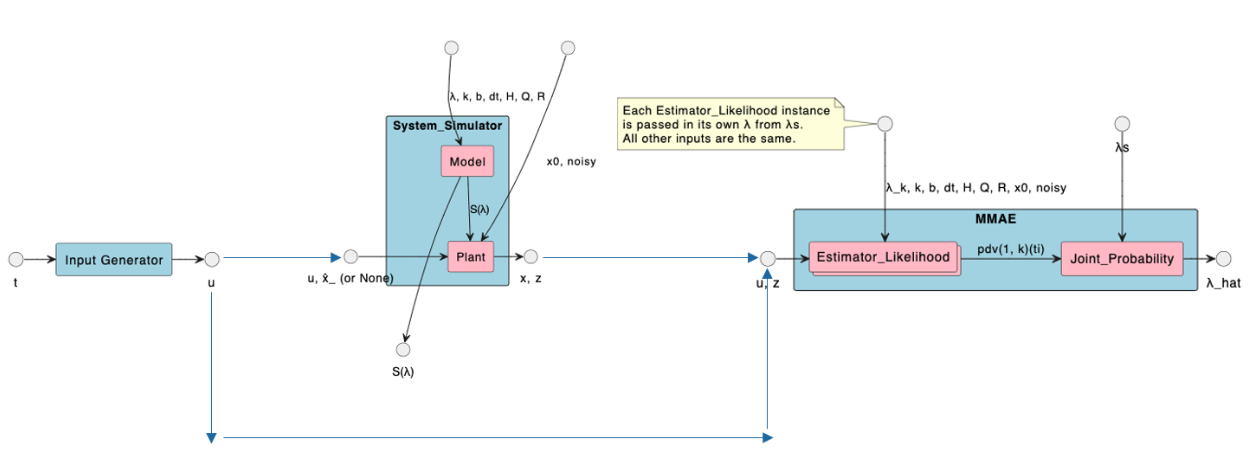 λ, k, b, dt, H, Q, R
Each Estimator_Likelihood instance
is passed in its own λ from λs.
All other inputs are the same.
System_Simulator
λs
Model
x0, noisy
λ_k, k, b, dt, H, Q, R, x0, noisy
S(λ)
MMAE
Input Generator
Plant
Estimator_Likelihood
pdv(1, k)(ti)
Joint_Probability
t
u
u, x̂_ (or None)
x, z
u, z
λ_hat
S(λ)